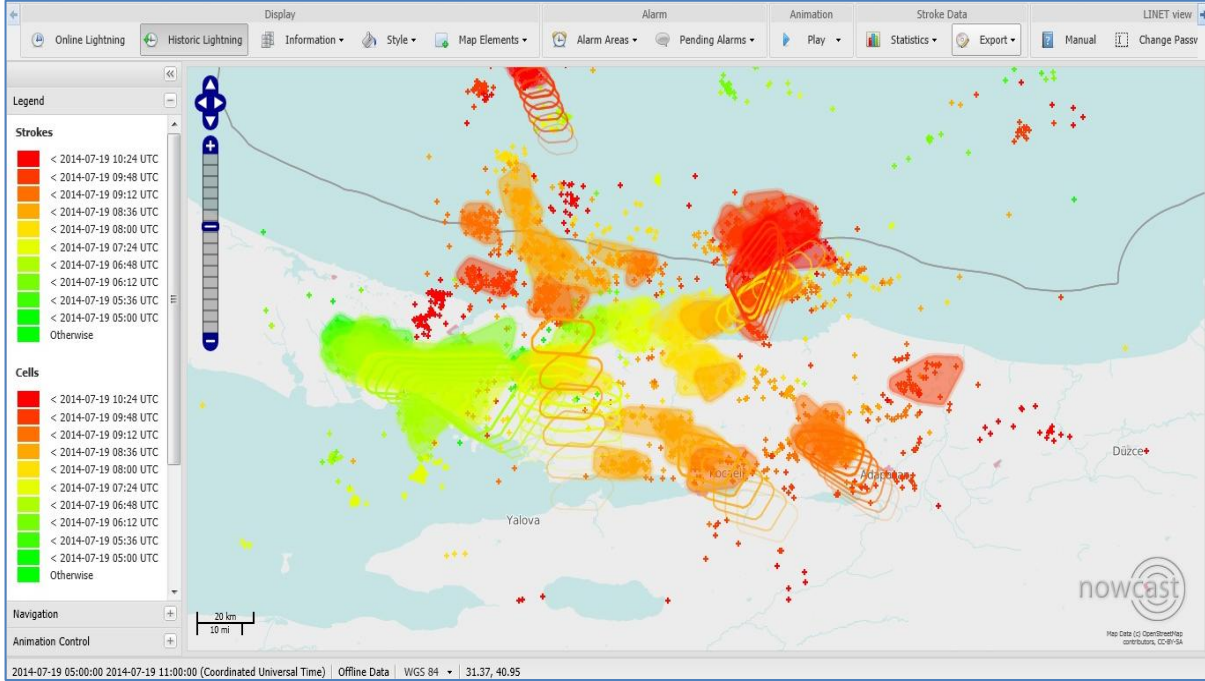 Display Alarm Animation Stroke Data LINET view
Online Lightning Historic Lightning Information Style Map Elements Alarm Areas Pending Alarms Play Statistics Export Manual Change Passv
Legend
Strokes
< 2014-07-19 10:24 UTC
< 2014-07-19 09:48 UTC
< 2014-07-19 09:12 UTC
< 2014-07-19 08:36 UTC
< 2014-07-19 08:00 UTC
< 2014-07-19 07:24 UTC
< 2014-07-19 06:48 UTC
< 2014-07-19 06:12 UTC
< 2014-07-19 05:36 UTC
< 2014-07-19 05:00 UTC
Otherwise
Cells
< 2014-07-19 10:24 UTC
< 2014-07-19 09:48 UTC
< 2014-07-19 09:12 UTC
< 2014-07-19 08:36 UTC
< 2014-07-19 08:00 UTC
< 2014-07-19 07:24 UTC
< 2014-07-19 06:48 UTC
< 2014-07-19 06:12 UTC
< 2014-07-19 05:36 UTC
< 2014-07-19 05:00 UTC
Otherwise
Navigation
Animation Control
Düzce
Kocaeli
Yalova
20 km
10 mi
nowcast
Map Data (c) OpenStreetMap
contributors, CC-BY-SA
2014-07-19 05:00:00 2014-07-19 11:00:00 (Coordinated Universal Time) Offline Data WGS 84 31.37, 40.95